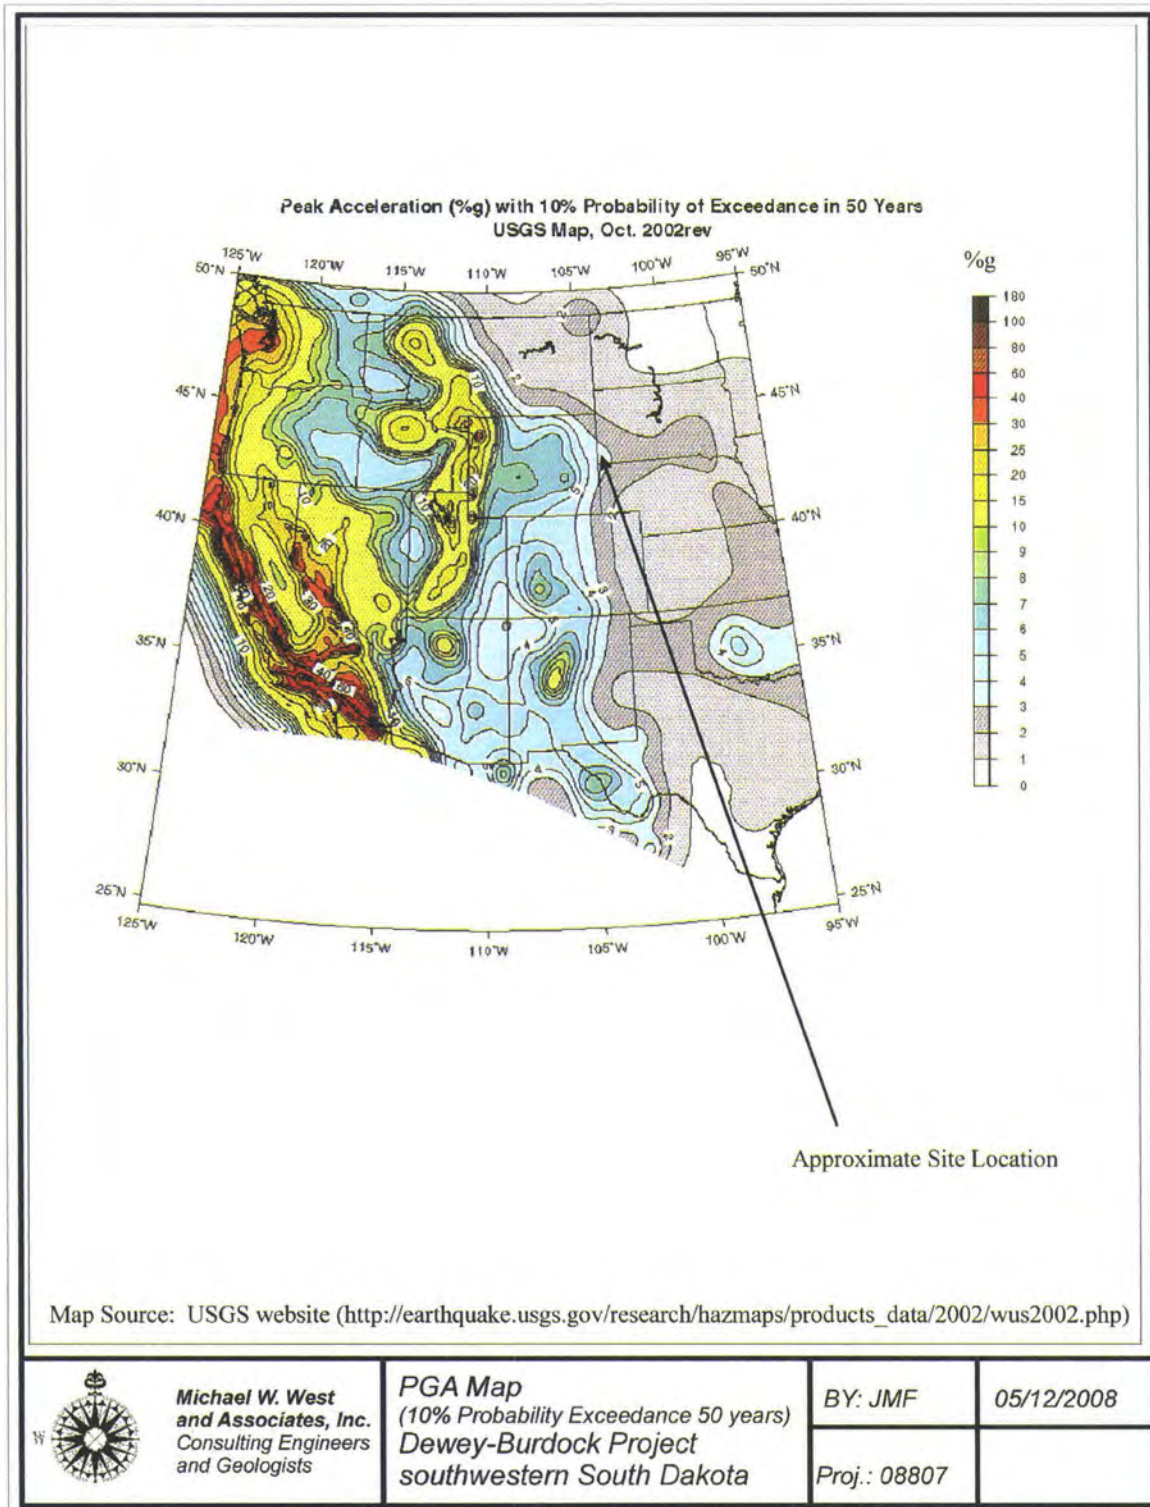 Peak Acceleration (%g) with 10% Probability of Exceedance in 50 Years
USGS Map, Oct. 2002rev
125°W
120°W
115°W
110°W
105°W
100°W
95°W
50°N
50°N
45°N
45°N
40°N
40°N
35°N
35°N
30°N
30°N
25°N
25°N
125°W
120°W
115°W
110°W
105°W
100°W
95°W
%g
180
100
80
60
40
30
25
20
15
10
9
8
7
6
5
4
3
2
1
0
Approximate Site Location
Map Source: USGS website (http://earthquake.usgs.gov/research/hazmaps/products_data/2002/wus2002.php)
Michael W. West
and Associates, Inc.
Consulting Engineers
and Geologists
PGA Map
(10% Probability Exceedance 50 years)
Dewey-Burdock Project
southwestern South Dakota
BY: JMF
05/12/2008
Proj.: 08807